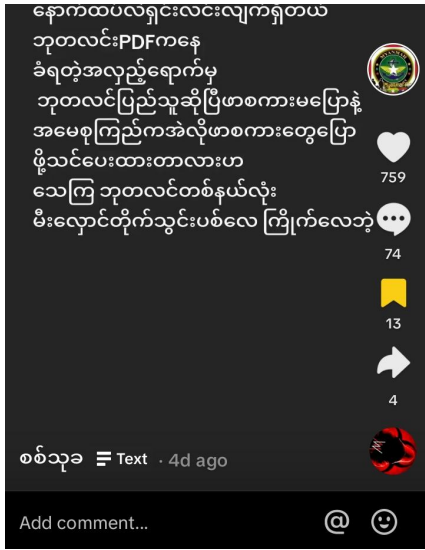 နောက်ထပ်လဲရှင်းလင်းလျက်ရှိတယ်
ဘုတလင်းPDFကနေ
ခံရတဲ့အလှည့်ရောက်မှ
ဘုတလင်ပြည်သူဆိုပြီဖာစကားမပြောနဲ့
အမေစုကြည်ကအဲလိုဖာစကားတွေပြော
ဖို့သင်ပေးထားတာလားဟ
သေကြ ဘုတလင်တစ်နယ်လုံး
မီးလှောင်တိုက်သွင်းပစ်လေ ကြိုက်လေဘဲ့
759
74
13
4
စစ်သုခ Text · 4d ago
Add comment...